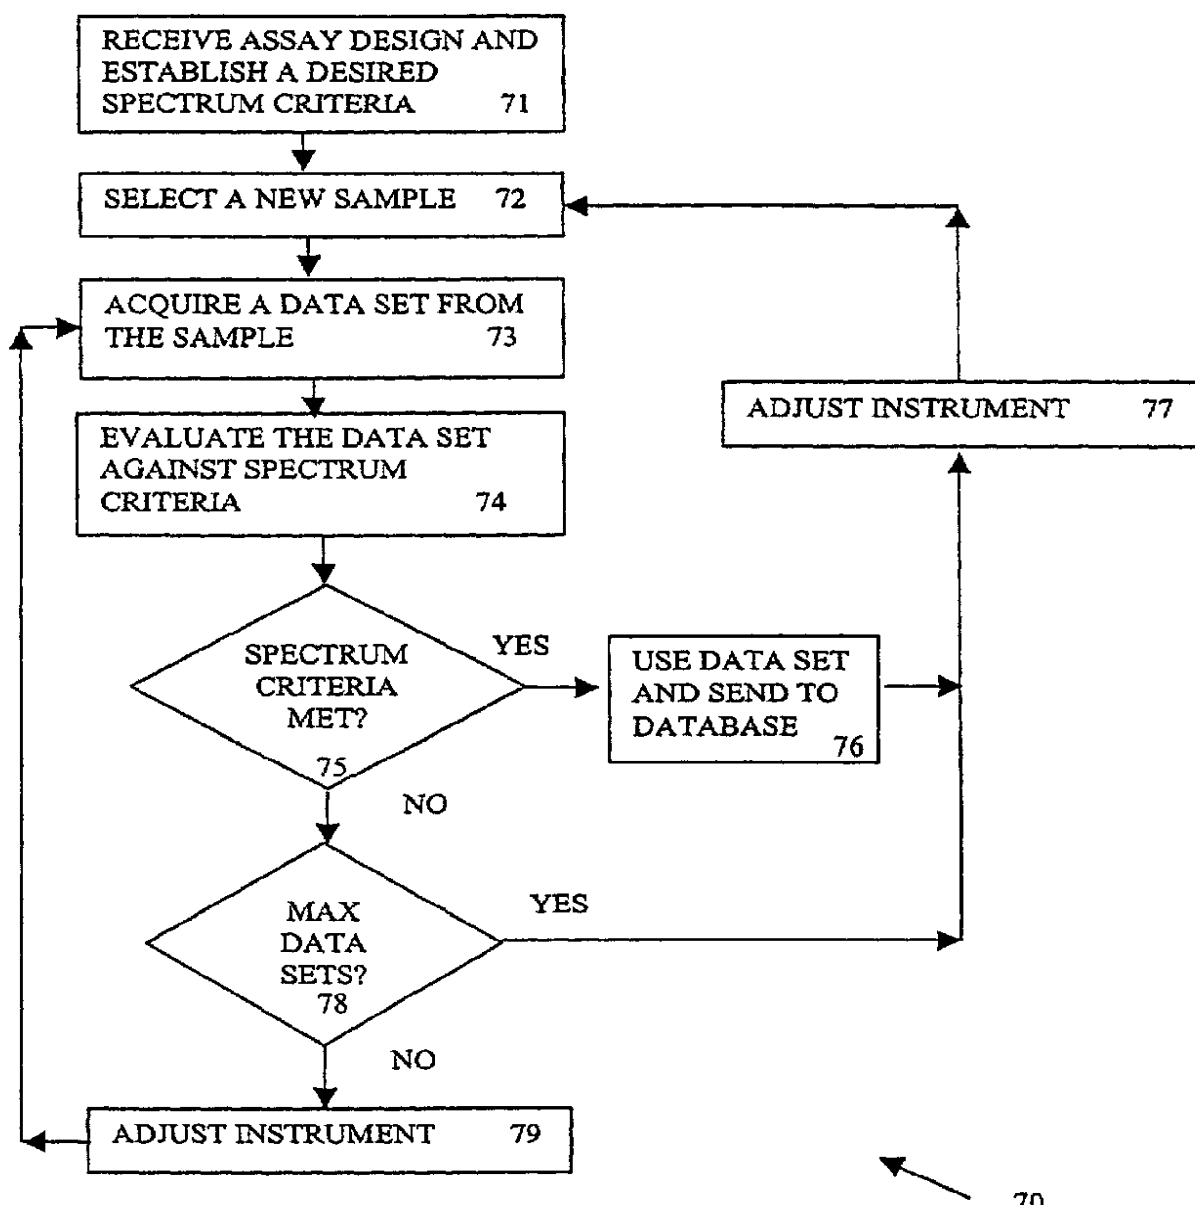 RECEIVE ASSAY DESIGN AND
ESTABLISH A DESIRED
SPECTRUM CRITERIA 71
SELECT A NEW SAMPLE 72
ACQUIRE A DATA SET FROM
THE SAMPLE 73
ADJUST INSTRUMENT 77
EVALUATE THE DATA SET
AGAINST SPECTRUM
CRITERIA 74
SPECTRUM
CRITERIA
MET?
75
YES
USE DATA SET
AND SEND TO
DATABASE
76
NO
MAX
DATA
SETS?
78
YES
NO
ADJUST INSTRUMENT 79
70